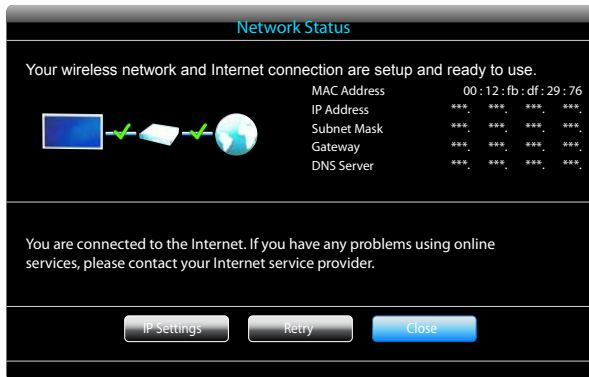 Network Status
Your wireless network and Internet connection are setup and ready to use.
MAC Address 00 : 12 : fb : df : 29 : 76
IP Address ***. ***. ***. ***.
Subnet Mask ***. ***. ***. ***.
Gateway ***. ***. ***. ***.
DNS Server ***. ***. ***. ***.
You are connected to the Internet. If you have any problems using online
services, please contact your Internet service provider.
IP Settings Retry Close